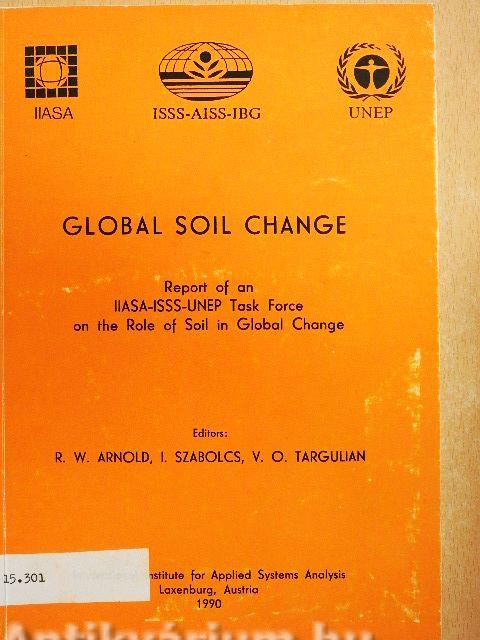 IIASA
ISSS-AISS-IBG
UNEP
GLOBAL SOIL CHANGE
Report of an
IIASA-ISSS-UNEP Task Force
on the Role of Soil in Global Change
Editors:
R. W. ARNOLD, I. SZABOLCS, V. O. TARGULIAN
15.301
Institute for Applied Systems Analysis
Laxenburg, Austria
1990
Antikvárium.hu